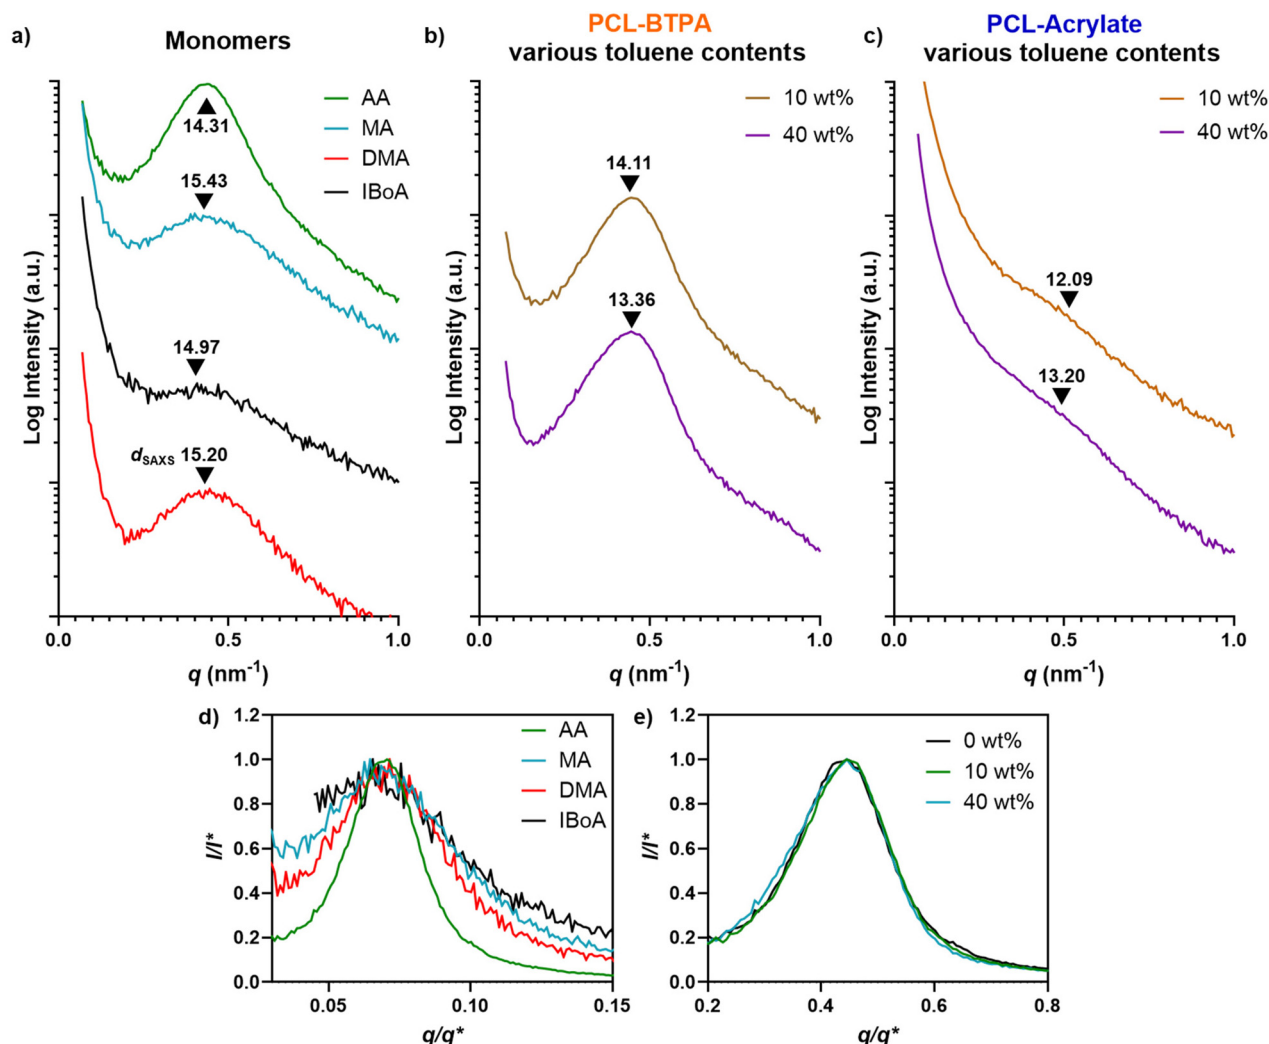 a)
Monomers
AA
MA
DMA
IBoA
14.31
15.43
14.97
dSAXS 15.20
Log Intensity (a.u.)
0.0
0.5
1.0
q (nm-1)
b)
PCL-BTPA
various toluene contents
10 wt%
40 wt%
14.11
13.36
Log Intensity (a.u.)
0.0
0.5
1.0
q (nm-1)
c)
PCL-Acrylate
various toluene contents
10 wt%
40 wt%
12.09
13.20
Log Intensity (a.u.)
0.0
0.5
1.0
q (nm-1)
d)
AA
MA
DMA
IBoA
1.2
1.0
0.8
0.6
0.4
0.2
0.0
I/I*
0.05
0.10
0.15
q/q*
e)
0 wt%
10 wt%
40 wt%
1.2
1.0
0.8
0.6
0.4
0.2
0.0
I/I*
0.2
0.4
0.6
0.8
q/q*